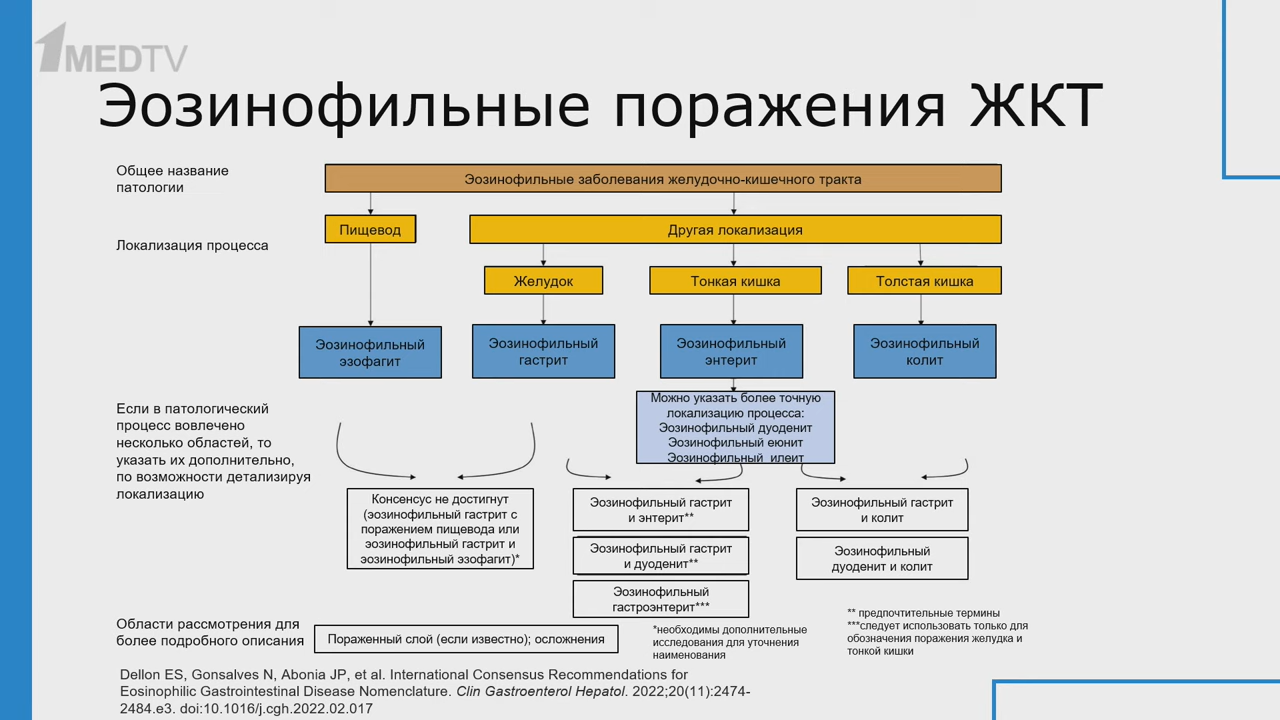 1MEDTV
Эозинофильные поражения ЖКТ
Общее название
патологии
Эозинофильные заболевания желудочно-кишечного тракта
Локализация процесса
Пищевод
Другая локализация
Желудок
Тонкая кишка
Толстая кишка
Эозинофильный
эзофагит
Эозинофильный
гастрит
Эозинофильный
энтерит
Эозинофильный
колит
Можно указать более точную
локализацию процесса:
Эозинофильный дуоденит
Эозинофильный еюнит
Эозинофильный илеит
Если в патологический
процесс вовлечено
несколько областей, то
указать их дополнительно,
по возможности детализируя
локализацию
Консенсус не достигнут
(эозинофильный гастрит с
поражением пищевода или
эозинофильный гастрит и
эозинофильный эзофагит)*
Эозинофильный гастрит
и энтерит**
Эозинофильный гастрит
и дуоденит**
Эозинофильный
гастроэнтерит***
Эозинофильный гастрит
и колит
Эозинофильный
дуоденит и колит
Области рассмотрения для
более подробного описания
Пораженный слой (если известно); осложнения
*необходимы дополнительные
исследования для уточнения
наименования
** предпочтительные термины
***следует использовать только для
обозначения поражения желудка и
тонкой кишки
Dellon ES, Gonsalves N, Abonia JP, et al. International Consensus Recommendations for
Eosinophilic Gastrointestinal Disease Nomenclature. Clin Gastroenterol Hepatol. 2022;20(11):2474-
2484.e3. doi:10.1016/j.cgh.2022.02.017